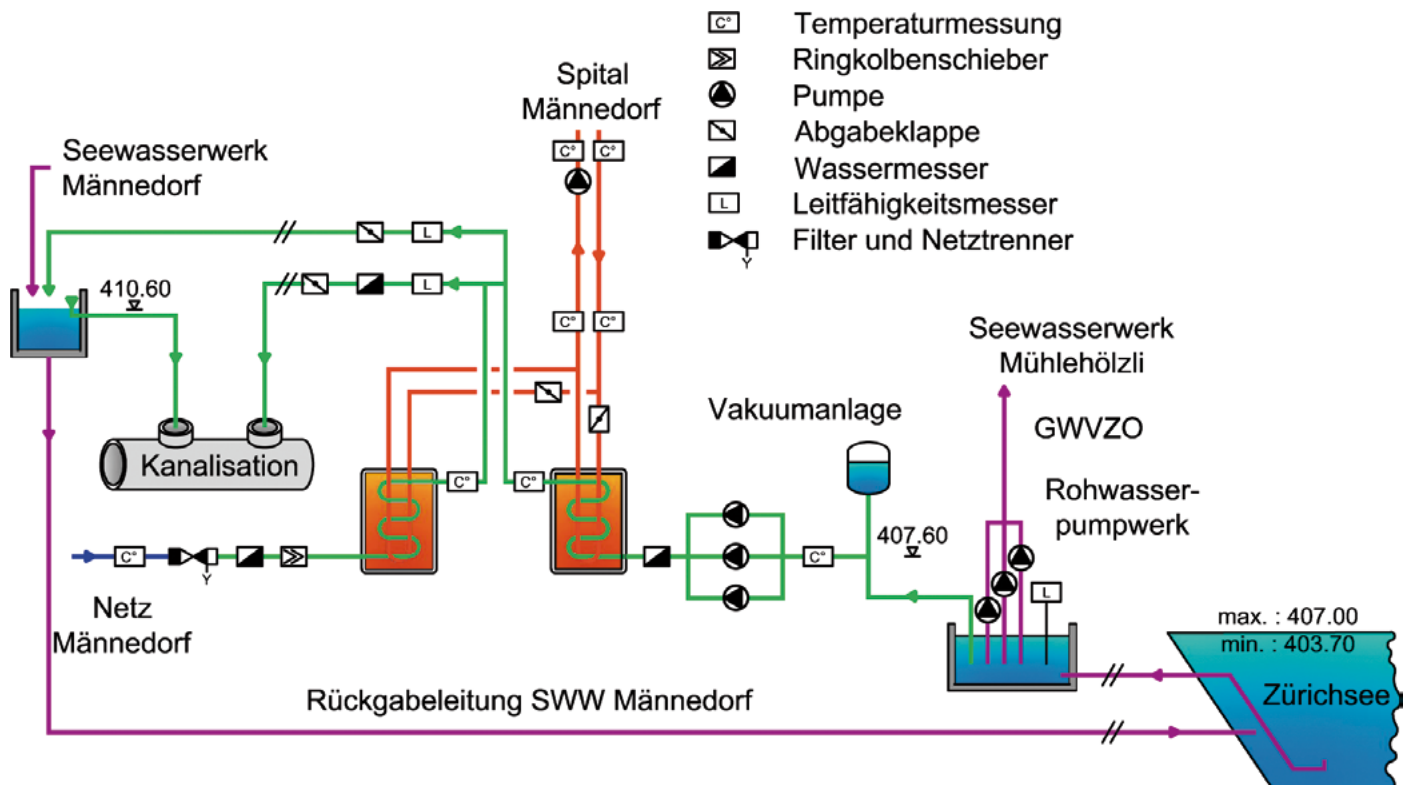 C° Temperaturmessung
Ringkolbenschieber
Pumpe
Abgabeklappe
Wassermesser
L Leitfähigkeitsmesser
Y Filter und Netztrenner
Spital
Männedorf
Seewasserwerk
Männedorf
C° C°
L
410.60
L
C° C°
Seewasserwerk
Mühlehölzli
Vakuumanlage
GWVZO
Kanalisation
C°
C°
Rohwasser-
pumpwerk
407.60
C°
Y
C°
L
Netz
Männedorf
max. : 407.00
min. : 403.70
Zürichsee
Rückgabeleitung SWW Männedorf